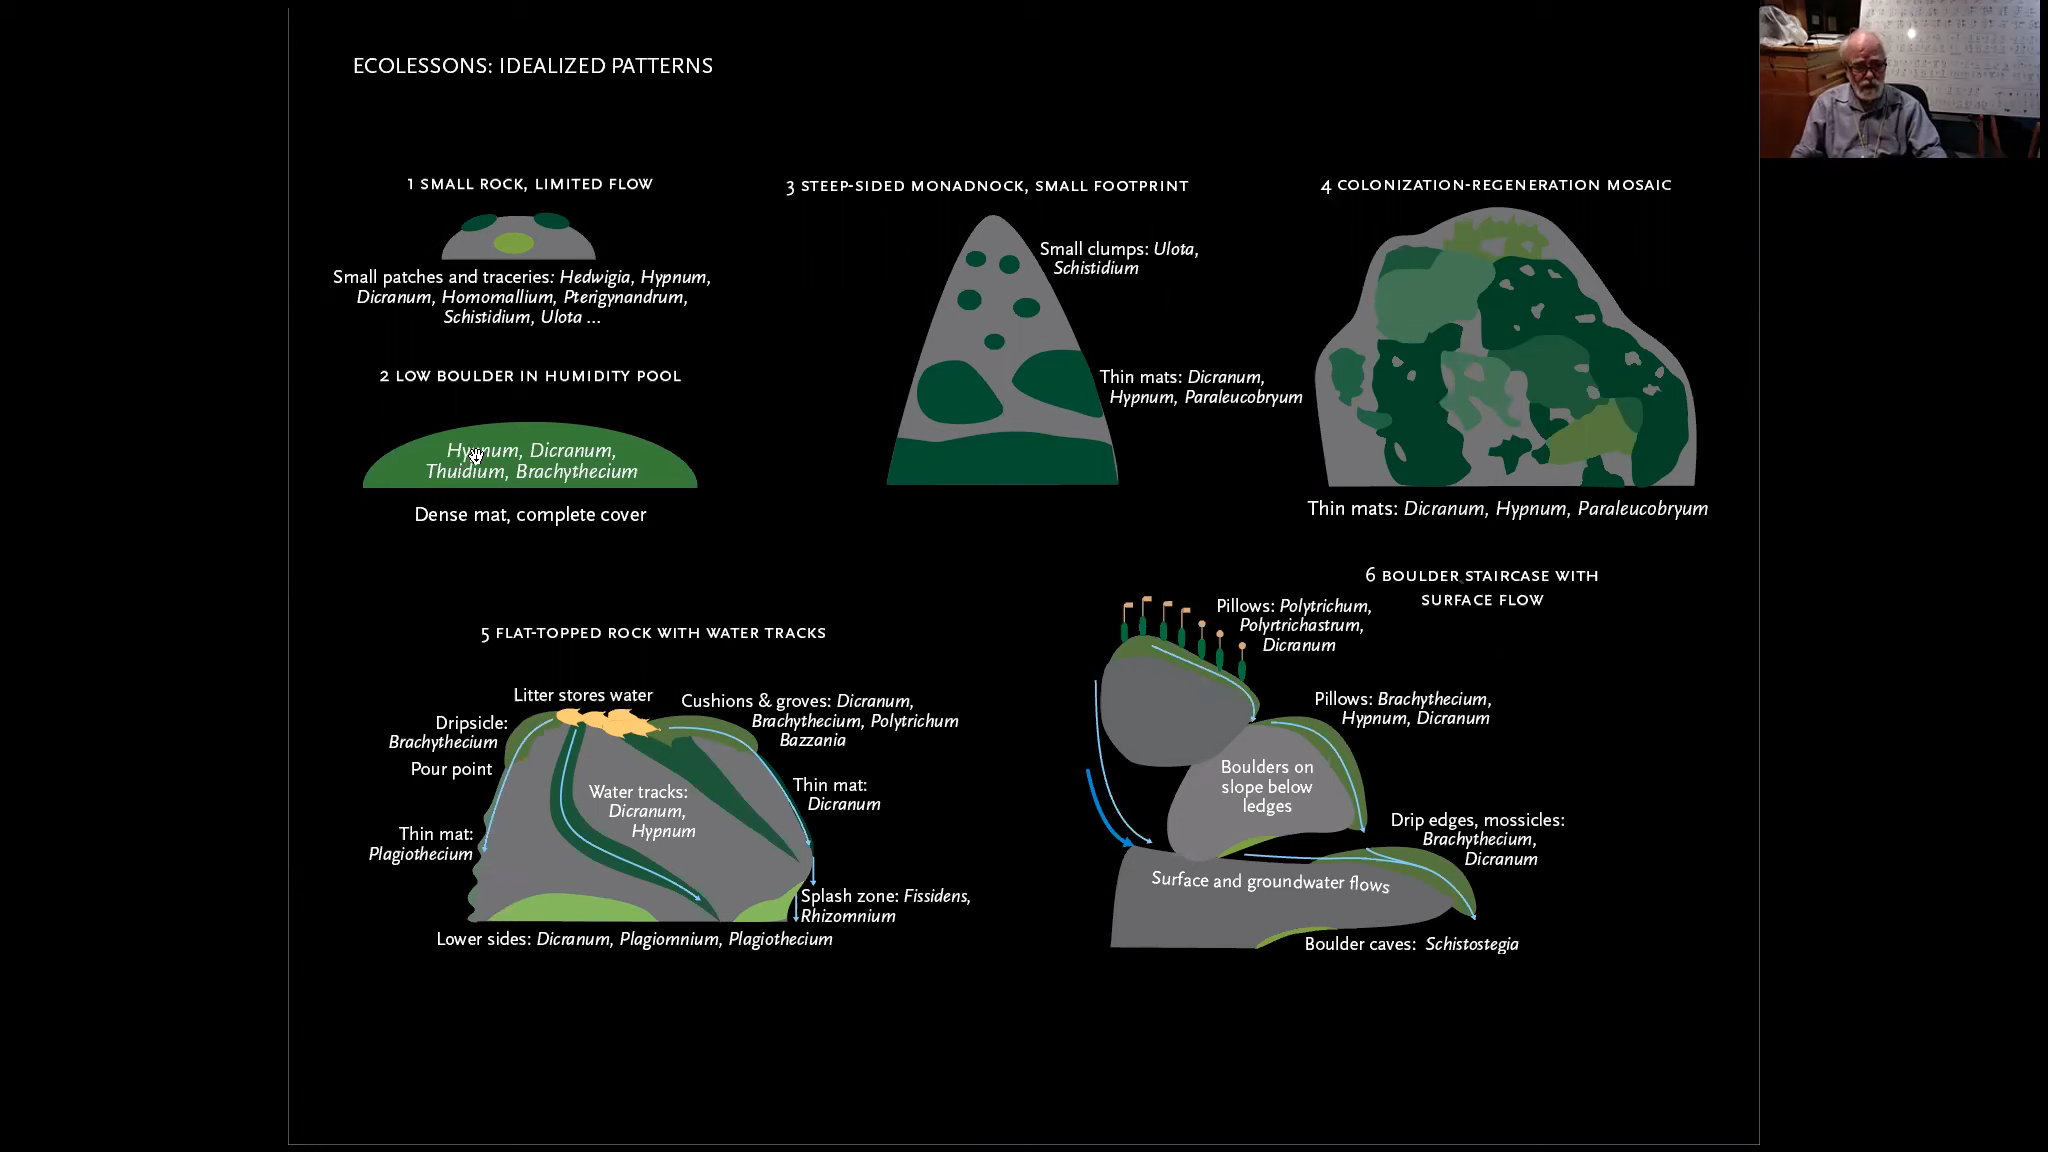 ECOLESSONS: IDEALIZED PATTERNS
1 SMALL ROCK, LIMITED FLOW
Small patches and traceries: Hedwigia, Hypnum,
Dicranum, Homomallium, Pterigynandrum,
Schistidium, Ulota ...
2 LOW BOULDER IN HUMIDITY POOL
Hypnum, Dicranum,
Thuidium, Brachythecium
Dense mat, complete cover
3 STEEP-SIDED MONADNOCK, SMALL FOOTPRINT
Small clumps: Ulota,
Schistidium
Thin mats: Dicranum,
Hypnum, Paraleucobryum
4 COLONIZATION-REGENERATION MOSAIC
Thin mats: Dicranum, Hypnum, Paraleucobryum
5 FLAT-TOPPED ROCK WITH WATER TRACKS
Litter stores water
Cushions & groves: Dicranum,
Brachythecium, Polytrichum
Bazzania
Dripsicle:
Brachythecium
Pour point
Water tracks:
Dicranum,
Hypnum
Thin mat:
Dicranum
Thin mat:
Plagiothecium
Splash zone: Fissidens,
Rhizomnium
Lower sides: Dicranum, Plagiomnium, Plagiothecium
6 BOULDER STAIRCASE WITH
SURFACE FLOW
Pillows: Polytrichum,
Polyrtrichastrum,
Dicranum
Pillows: Brachythecium,
Hypnum, Dicranum
Boulders on
slope below
ledges
Drip edges, mossicles:
Brachythecium,
Dicranum
Surface and groundwater flows
Boulder caves: Schistostegia